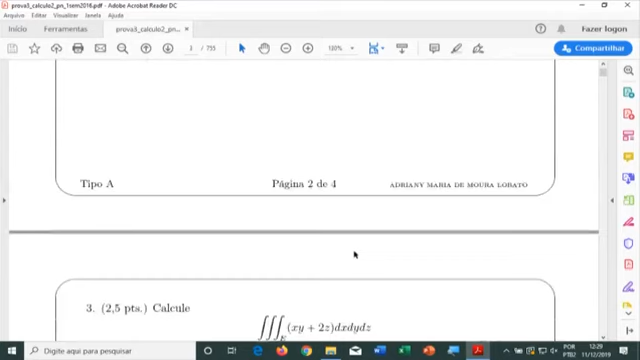 prova3_calculo2_pn_1sem2016.pdf - Adobe Acrobat Reader DC
Arquivo Editar Visualizar Janela Ajuda
Início Ferramentas prova3_calculo2_pn_... × Fazer logon
/ 755 130% Compartilhar
Tipo A Página 2 de 4 ADRIANY MARIA DE MOURA LOBATO
3. (2,5 pts.) Calcule
∭_E (xy + 2z)dxdydz
Digite aqui para pesquisar
POR 12:29
PTB2 11/12/2019